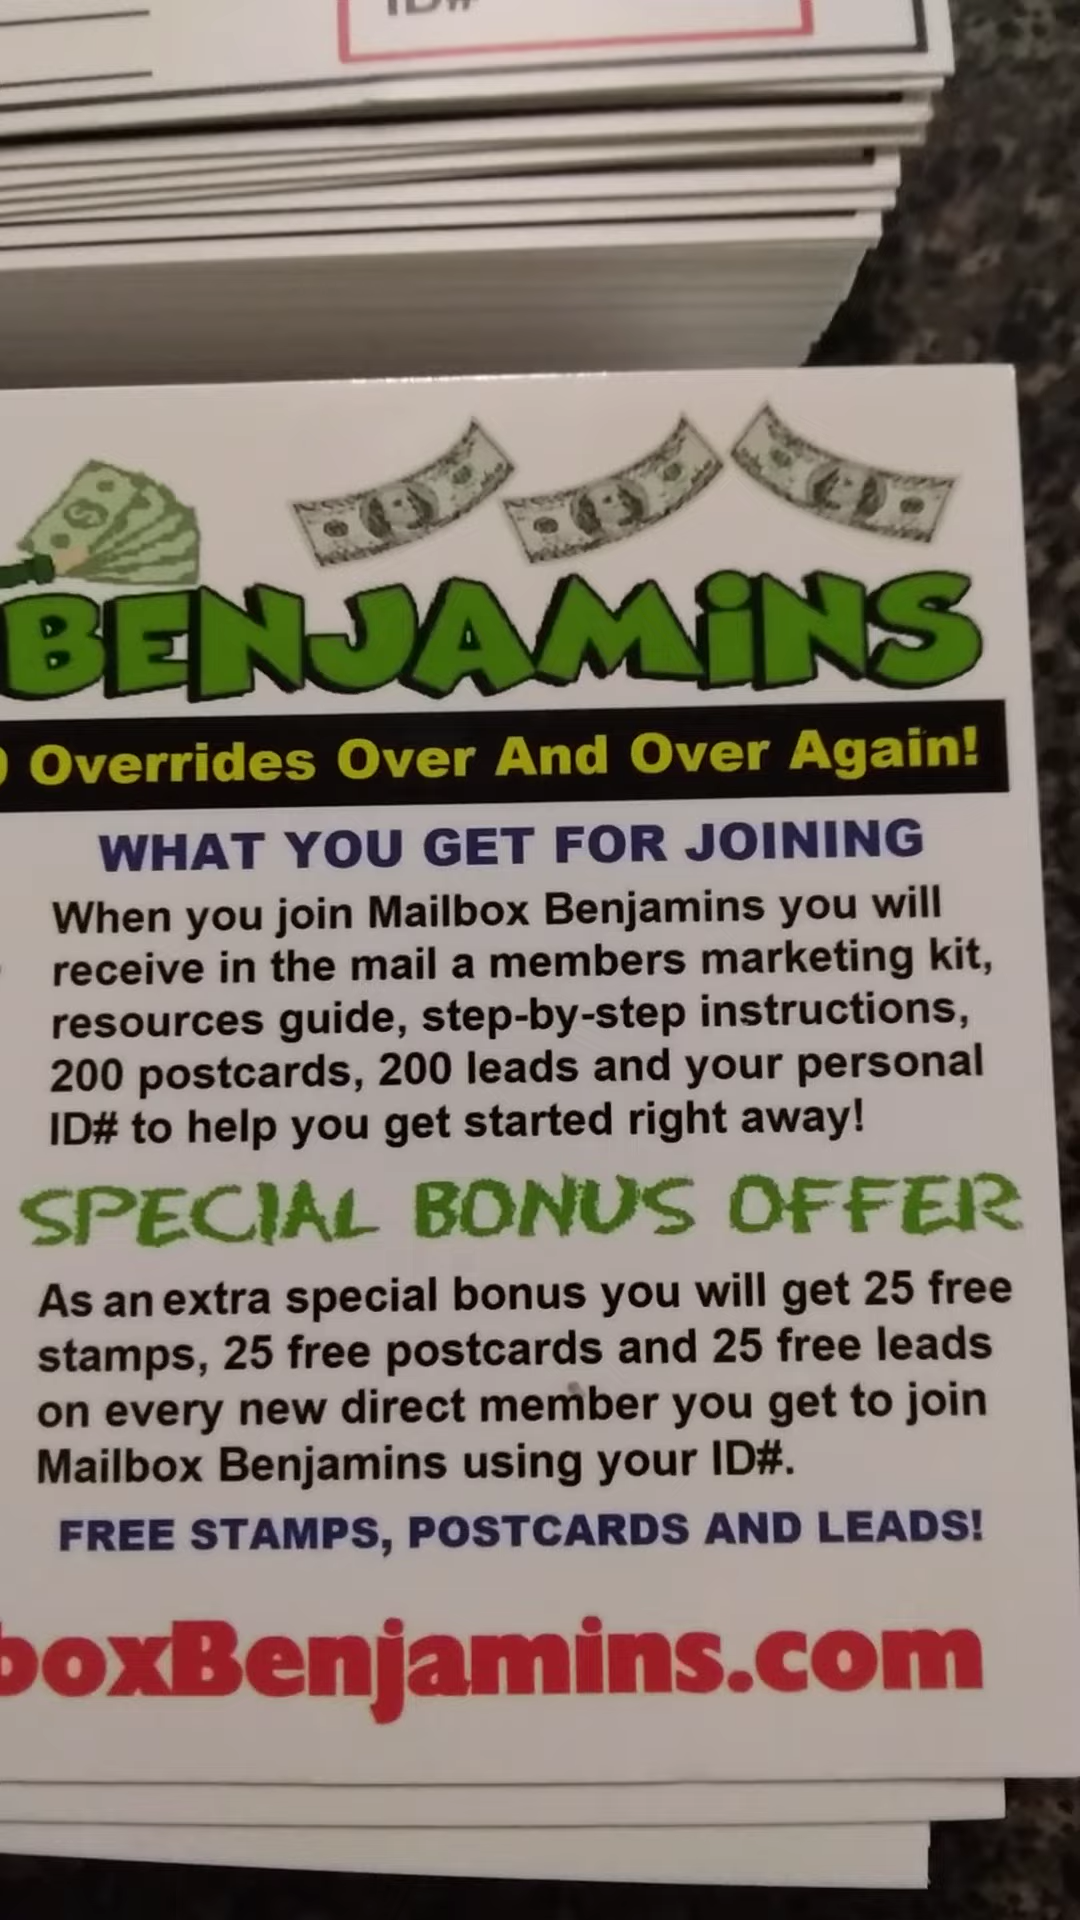 ID#
BENJAMiNS
Overrides Over And Over Again!
WHAT YOU GET FOR JOINING
When you join Mailbox Benjamins you will
receive in the mail a members marketing kit,
resources guide, step-by-step instructions,
200 postcards, 200 leads and your personal
ID# to help you get started right away!
SPECIAL BONUS OFFER
As an extra special bonus you will get 25 free
stamps, 25 free postcards and 25 free leads
on every new direct member you get to join
Mailbox Benjamins using your ID#.
FREE STAMPS, POSTCARDS AND LEADS!
boxBenjamins.com